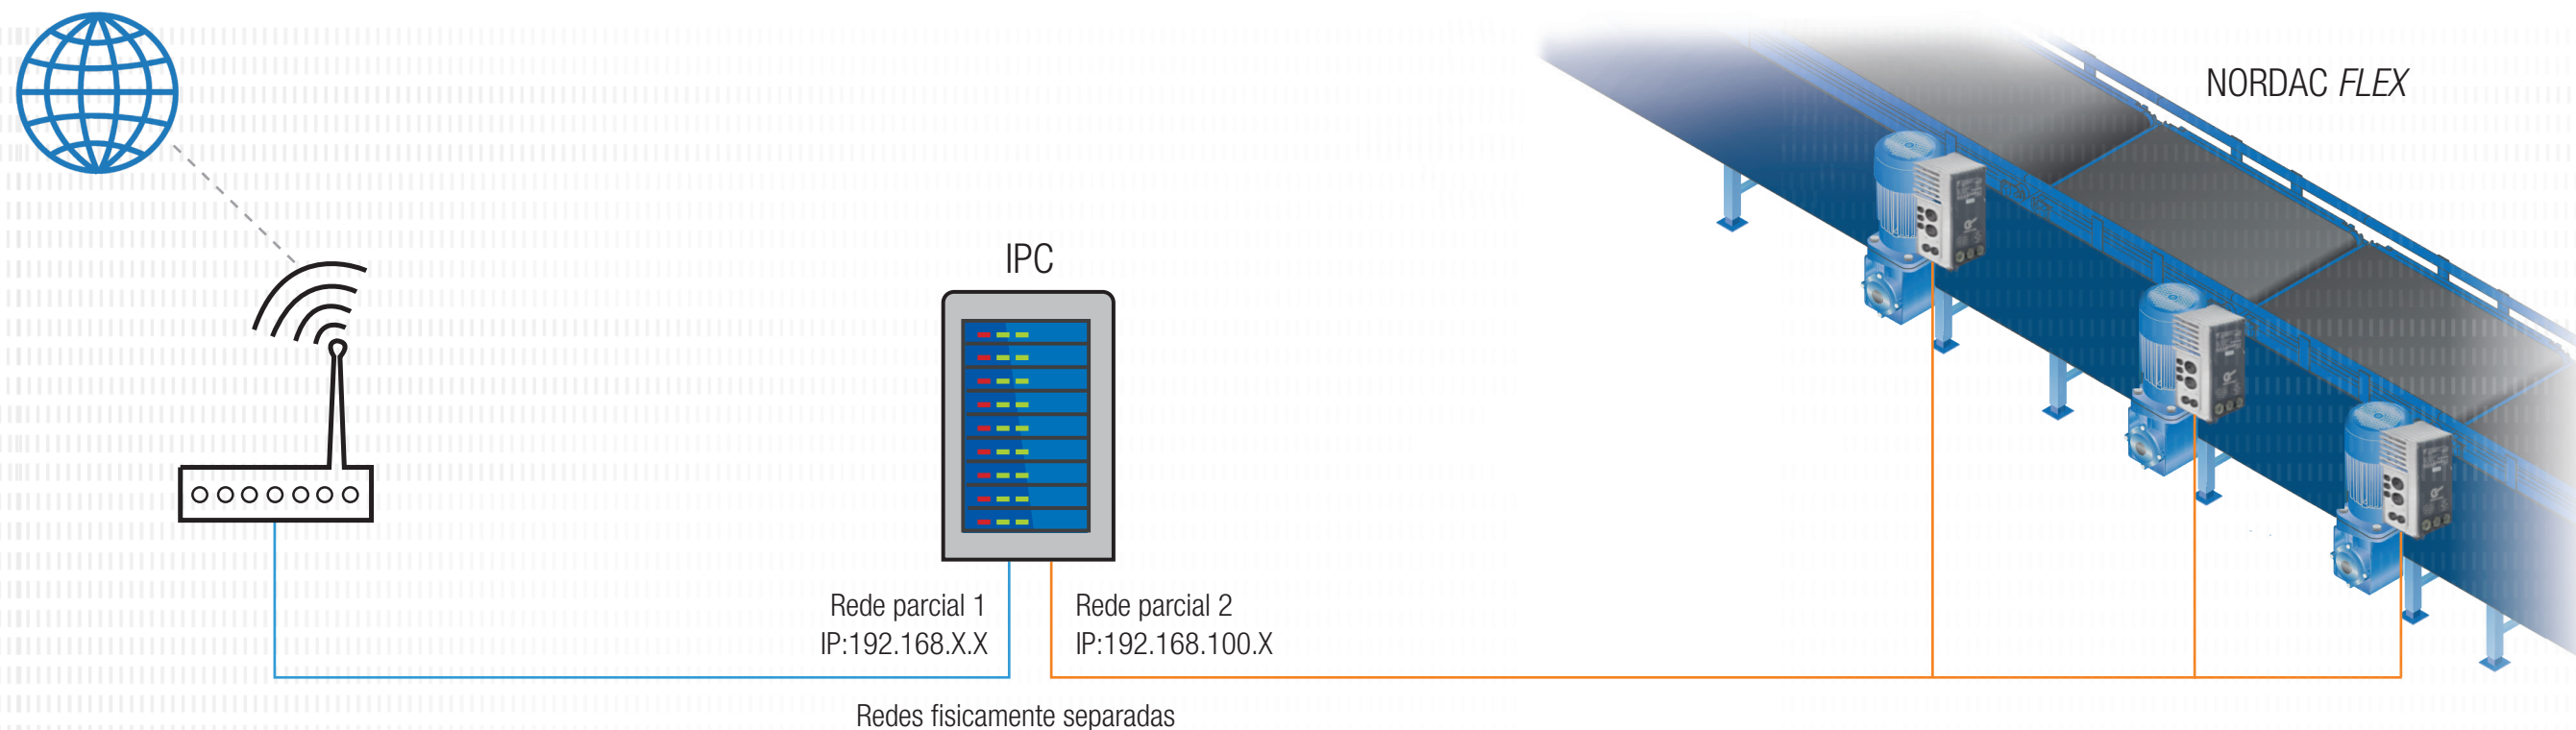 NORDAC FLEX
IPC
Rede parcial 1
IP:192.168.X.X
Rede parcial 2
IP:192.168.100.X
Redes fisicamente separadas